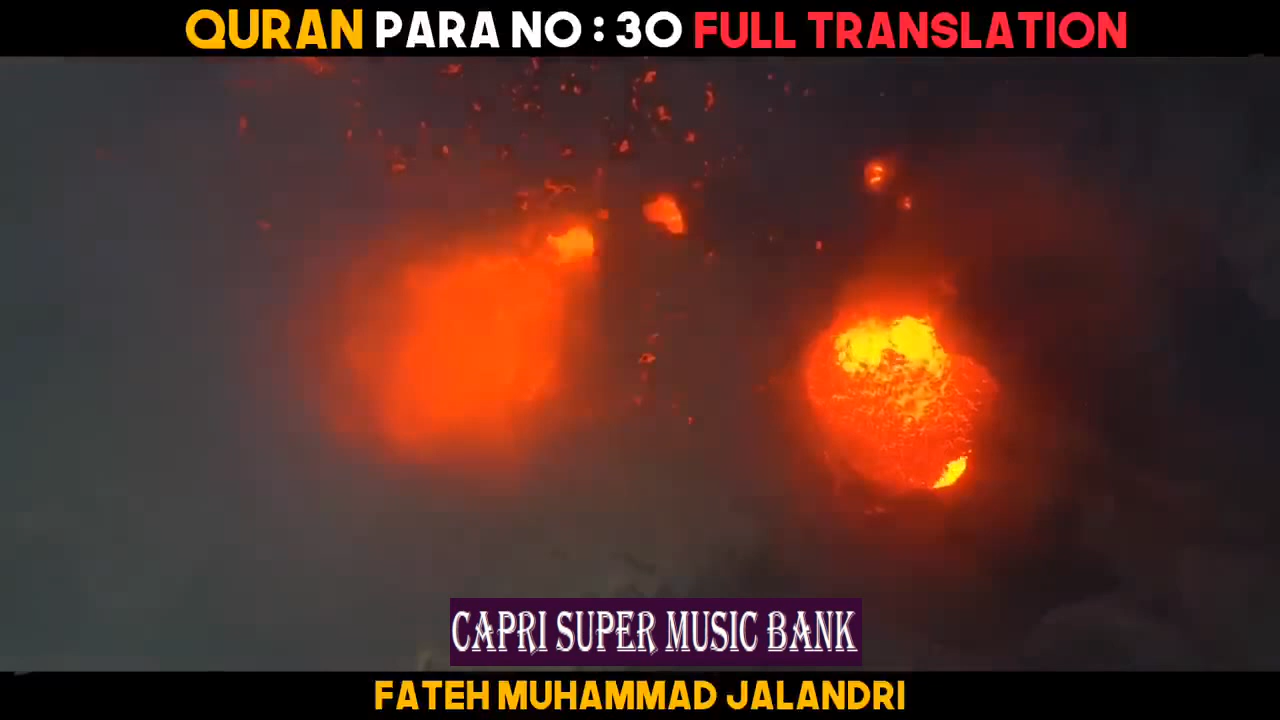 QURAN PARA NO : 30 FULL TRANSLATION
CAPRI SUPER MUSIC BANK
FATEH MUHAMMAD JALANDRI